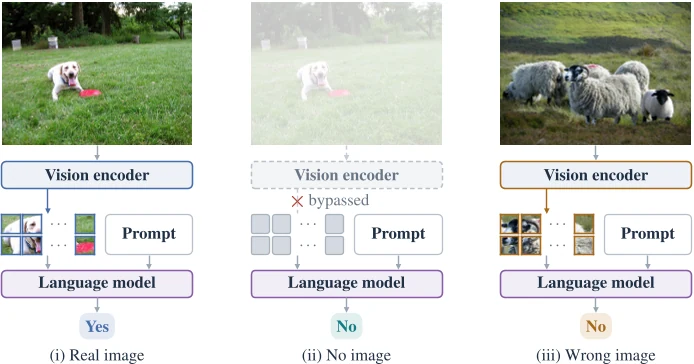 Vision encoder
Prompt
Language model
Yes
(i) Real image
Vision encoder
bypassed
Prompt
Language model
No
(ii) No image
Vision encoder
Prompt
Language model
No
(iii) Wrong image